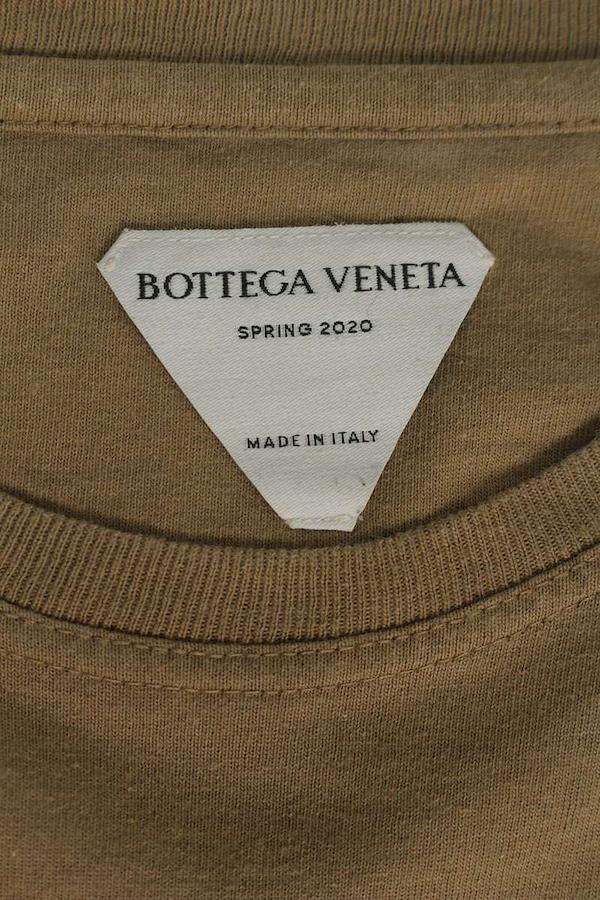 BOTTEGA VENETA
SPRING 2020
MADE IN ITALY